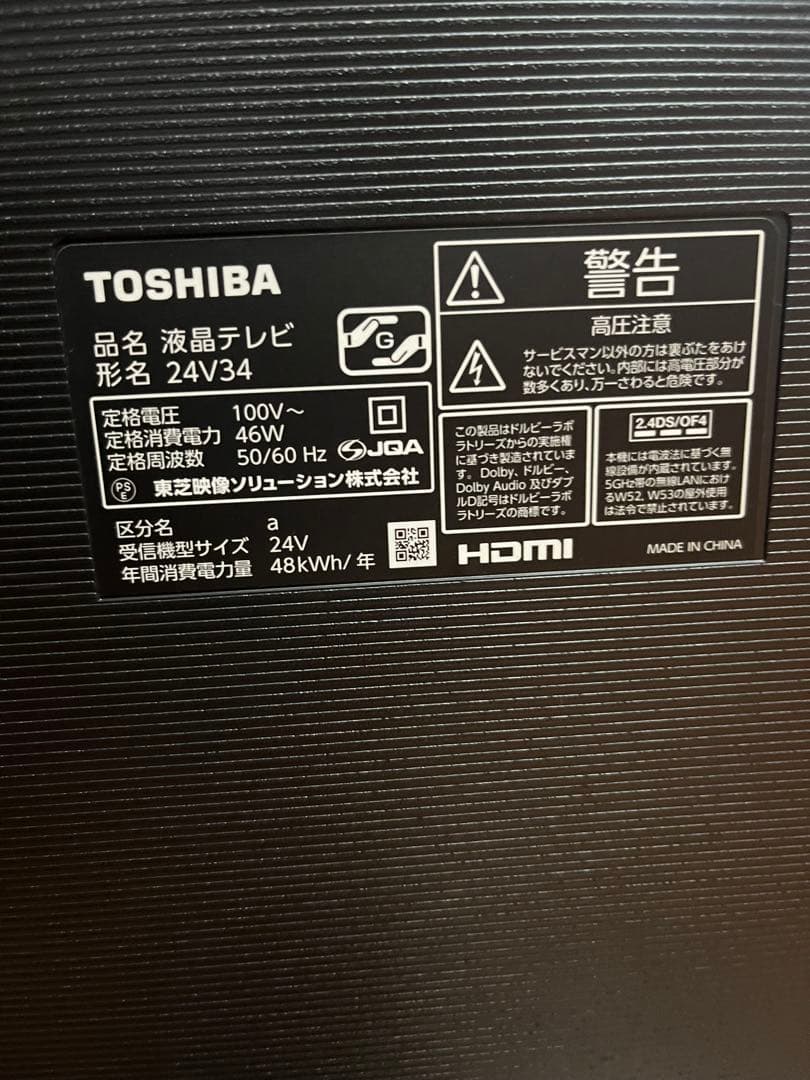 TOSHIBA
品名 液晶テレビ
形名 24V34
G
定格電圧 100V～
定格消費電力 46W
定格周波数 50/60 Hz
JQA
PS
E
東芝映像ソリューション株式会社
区分名 a
受信機型サイズ 24V
年間消費電力量 48kWh/年
警告
高圧注意
サービスマン以外の方は裏ぶたをあけ
ないでください。内部には高電圧部分が
数多くあり、万一さわると危険です。
この製品はドルビーラボ
ラトリーズからの実施権
に基づき製造されています
。Dolby、ドルビー、
Dolby Audio 及びダブ
ルD記号はドルビーラボ
ラトリーズの商標です。
2.4DS/OF4
本機には電波法に基づく無
線設備が内蔵されています。
5GHz帯の無線LANにおけ
るW52, W53の屋外使用
は法令で禁止されています。
HDMI
MADE IN CHINA